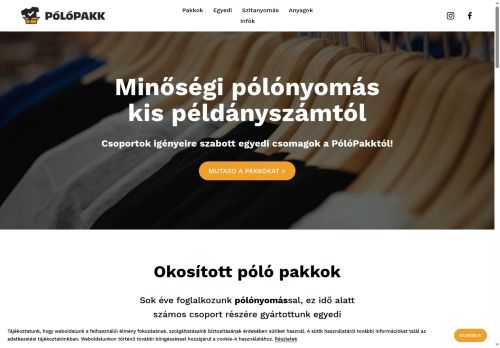 PÓLÓPAKK
Pakkok Egyedi Szitanyomás Anyagok
Infók
Minőségi pólónyomás
kis példányszámtól
Csoportok igényeire szabott egyedi csomagok a PólóPakktól!
MUTASD A PAKKOKAT >
Okosított póló pakkok
Sok éve foglalkozunk pólónyomással, ez idő alatt
számos csoport részére gyártottunk egyedi
Tájékoztatunk, hogy weboldalunk a felhasználói élmény fokozásának, szolgáltatásaink biztosításának érdekében sütiket használ. A sütik használatáról további információkat talál az
adatkezelési tájékoztatónkban. Weboldalunkon történő további böngészéssel hozzájárul a cookie-k használatához. Részletek
RENDBEN